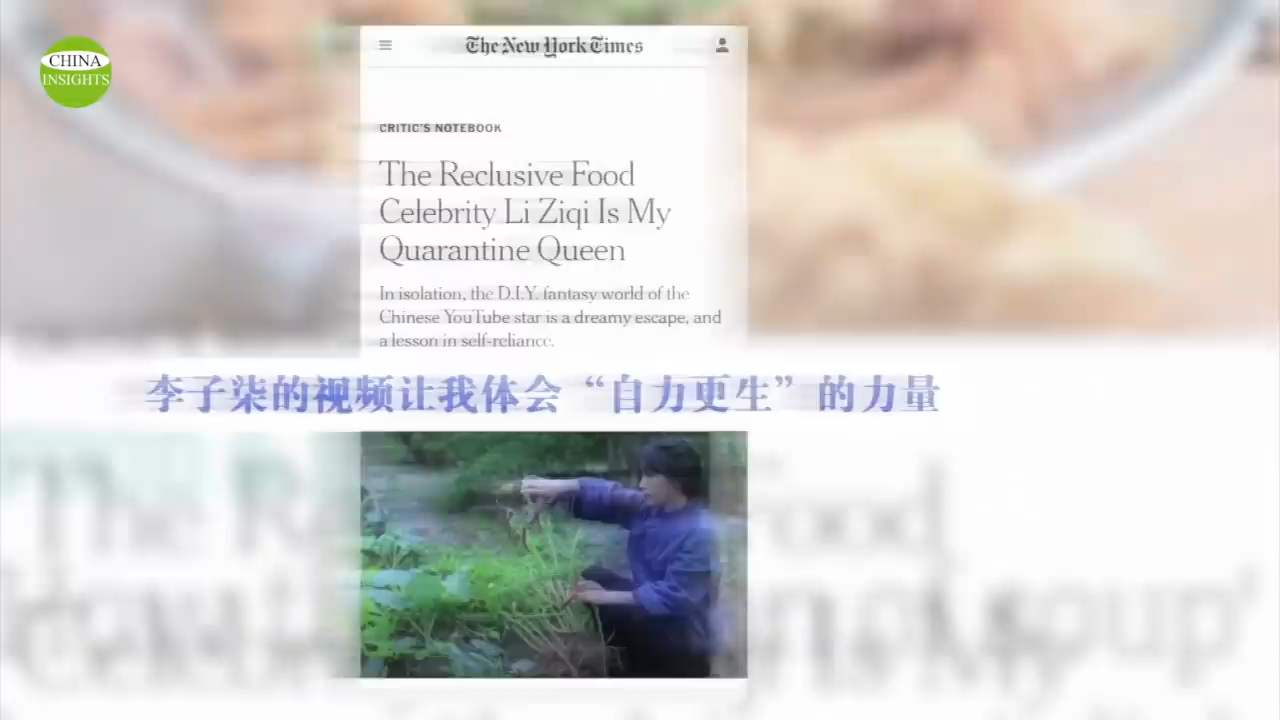 CHINA
INSIGHTS
The New York Times
CRITIC'S NOTEBOOK
The Reclusive Food
Celebrity Li Ziqi Is My
Quarantine Queen
In isolation, the D.I.Y. fantasy world of the
Chinese YouTube star is a dreamy escape, and
a lesson in self-reliance.
李子柒的视频让我体会“自力更生”的力量
Food
soup'